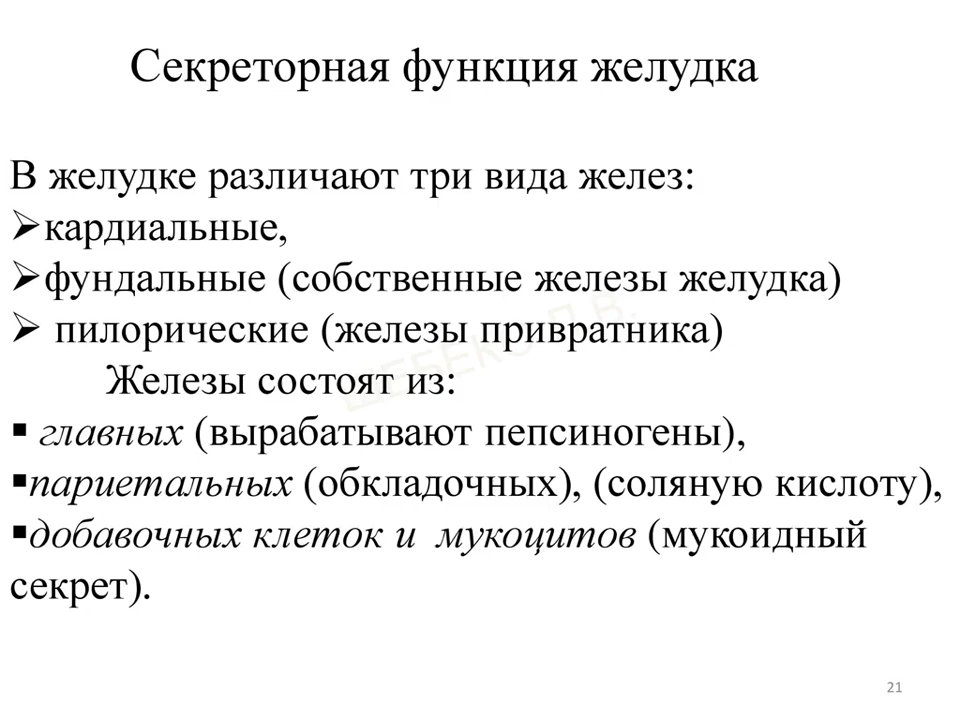 Секреторная функция желудка
В желудке различают три вида желез:
➢кардиальные,
➢фундальные (собственные железы желудка)
➢ пилорические (железы привратника)
Железы состоят из:
▪ главных (вырабатывают пепсиногены),
▪париетальных (обкладочных), (соляную кислоту),
▪добавочных клеток и мукоцитов (мукоидный
секрет).
21